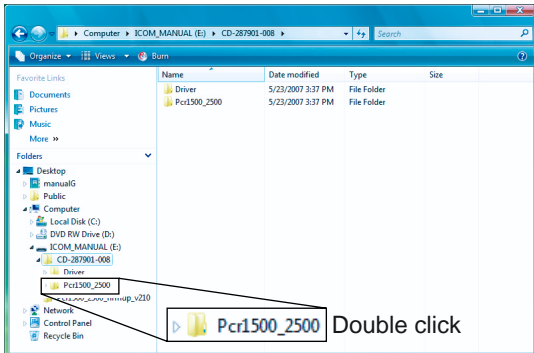 Computer ▸ ICOM_MANUAL (E:) ▸ CD-287901-008 ▸
Search
Organize Views Burn
Favorite Links
Documents
Pictures
Music
More »
Folders
Desktop
manualG
Public
Computer
Local Disk (C:)
DVD RW Drive (D:)
ICOM_MANUAL (E:)
CD-287901-008
Driver
Pcr1500_2500
Pcr1500_2500_firmup_v210
Network
Control Panel
Recycle Bin
Name Date modified Type Size
Driver 5/23/2007 3:37 PM File Folder
Pcr1500_2500 5/23/2007 3:37 PM File Folder
Pcr1500_2500 Double click